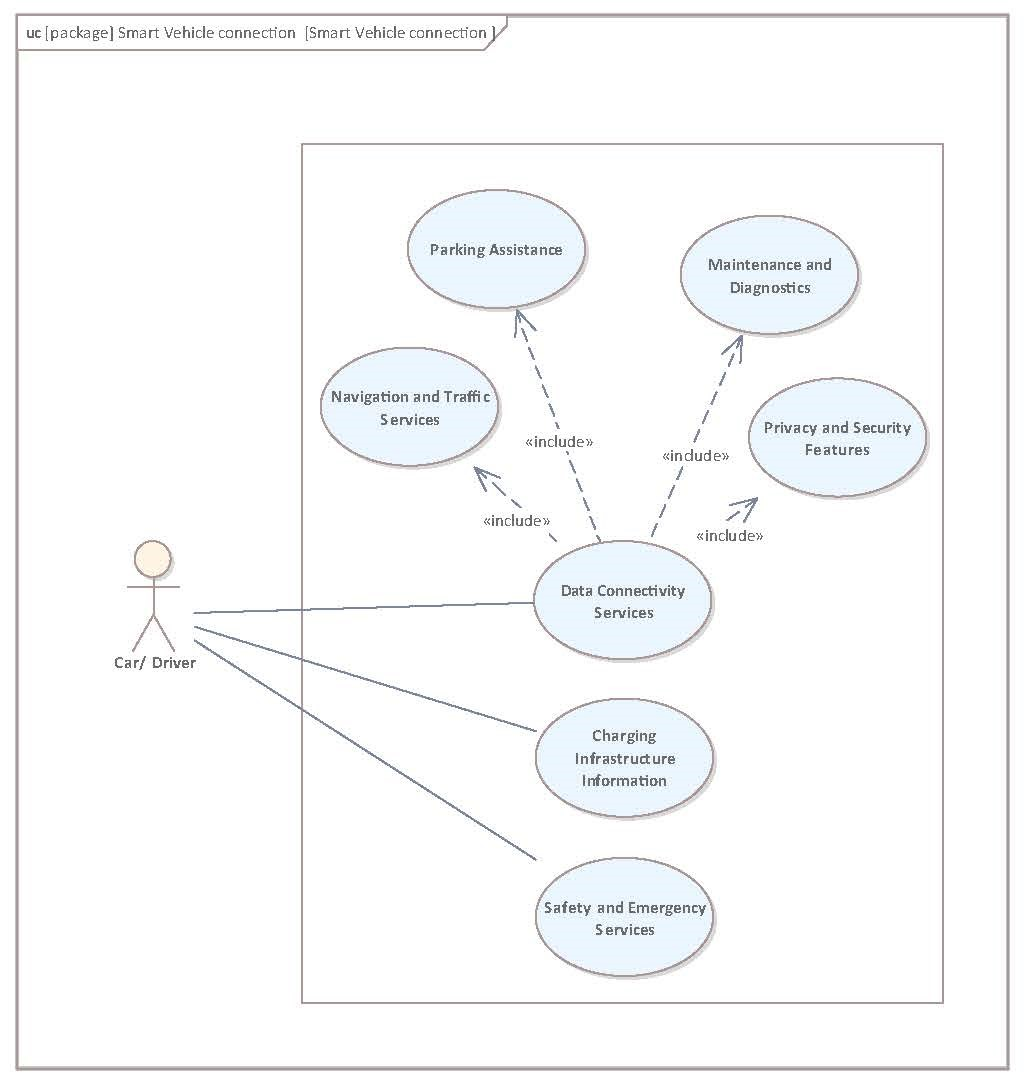 uc [package] Smart Vehicle connection [Smart Vehicle connection ]
Parking Assistance
Maintenance and
Diagnostics
Navigation and Traffic
Services
Privacy and Security
Features
«include»
«include»
«include»
«include»
Data Connectivity
Services
Car/ Driver
Charging
Infrastructure
Information
Safety and Emergency
Services